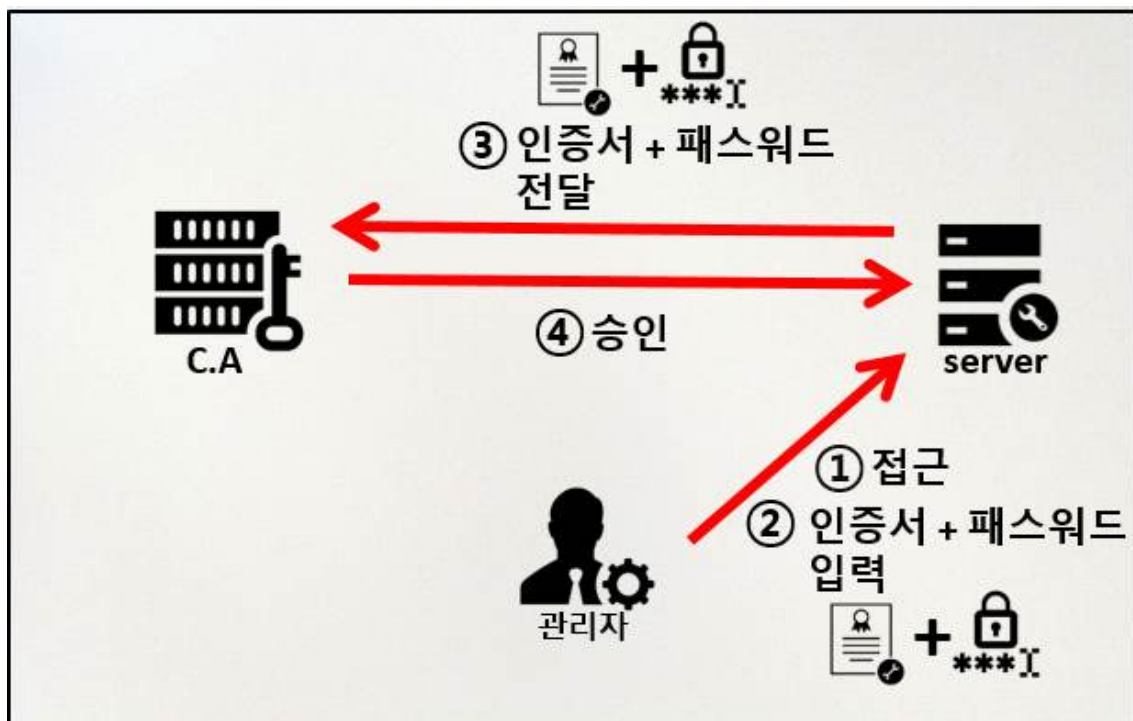 ***
③ 인증서 + 패스워드
전달
C.A
④ 승인
server
① 접근
② 인증서 + 패스워드
입력
관리자
***